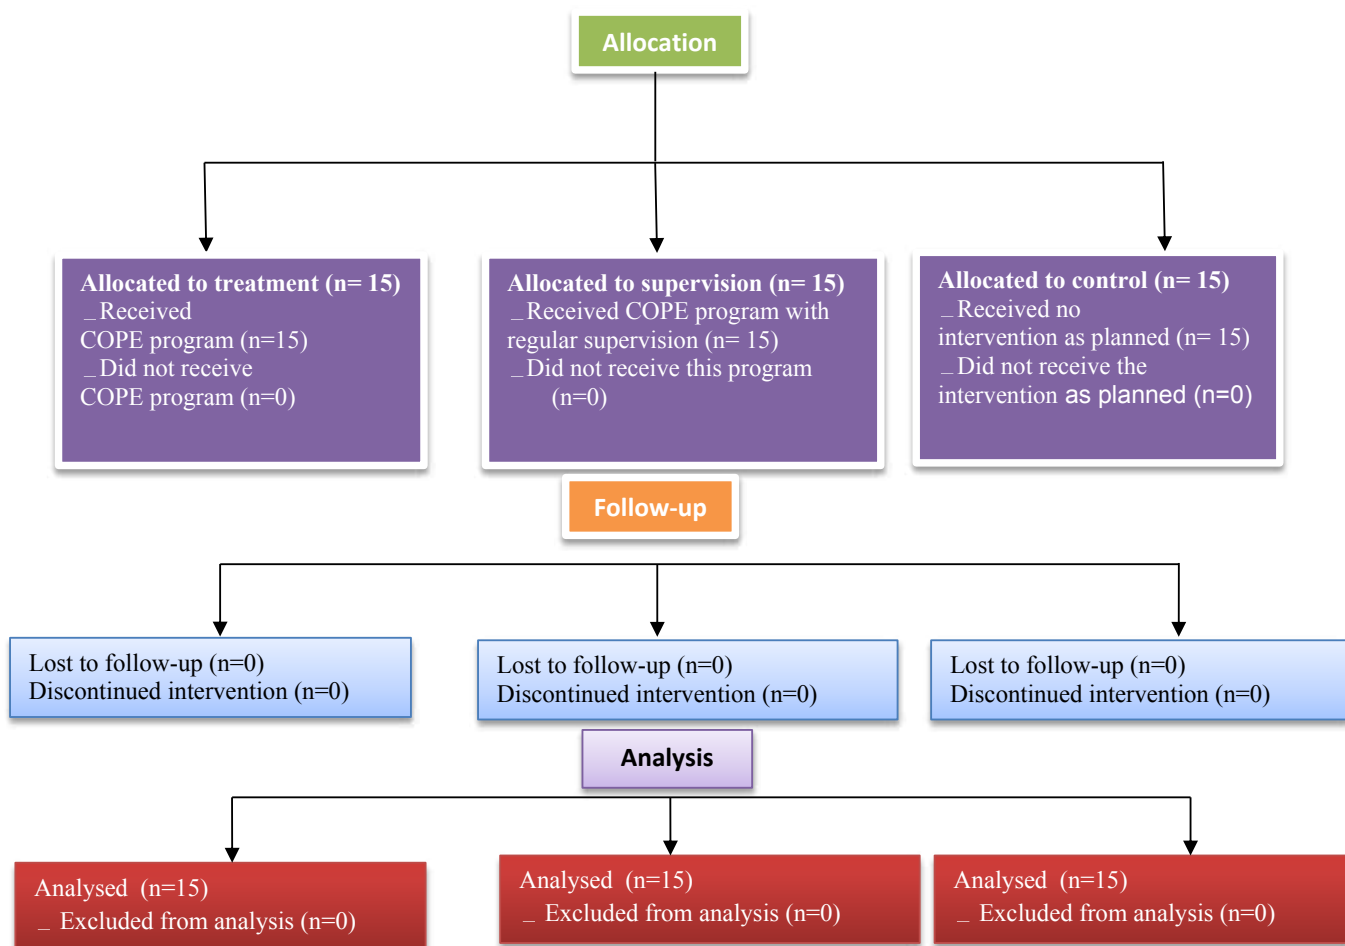 Allocation
Allocated to treatment (n= 15)
_ Received
COPE program (n=15)
_ Did not receive
COPE program (n=0)
Allocated to supervision (n= 15)
_ Received COPE program with
regular supervision (n= 15)
_ Did not receive this program
(n=0)
Allocated to control (n= 15)
_ Received no
intervention as planned (n= 15)
_ Did not receive the
intervention as planned (n=0)
Follow-up
Lost to follow-up (n=0)
Discontinued intervention (n=0)
Lost to follow-up (n=0)
Discontinued intervention (n=0)
Lost to follow-up (n=0)
Discontinued intervention (n=0)
Analysis
Analysed (n=15)
_ Excluded from analysis (n=0)
Analysed (n=15)
_ Excluded from analysis (n=0)
Analysed (n=15)
_ Excluded from analysis (n=0)